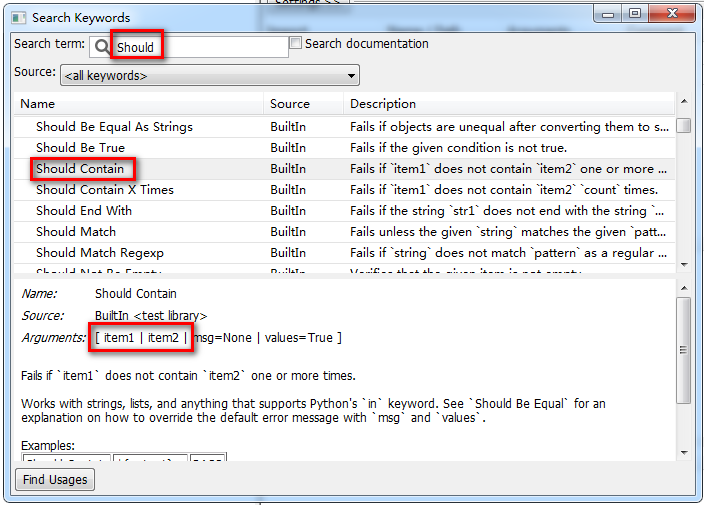 Settings >>
Search Keywords
Search term: Should Search documentation
Source: <all keywords>
Name Source Description
Should Be Equal As Strings BuiltIn Fails if objects are unequal after converting them to s...
Should Be True BuiltIn Fails if the given condition is not true.
Should Contain BuiltIn Fails if `item1` does not contain `item2` one or more ...
Should Contain X Times BuiltIn Fails if `item1` does not contain `item2` `count` times.
Should End With BuiltIn Fails if the string `str1` does not end with the string `...
Should Match BuiltIn Fails unless the given `string` matches the given `patt...
Should Match Regexp BuiltIn Fails if `string` does not match `pattern` as a regular ...
Should Not Be Empty BuiltIn Verifies that the given item is not empty.
Name: Should Contain
Source: BuiltIn <test library>
Arguments: [ item1 | item2 | msg=None | values=True ]
Fails if `item1` does not contain `item2` one or more times.
Works with strings, lists, and anything that supports Python's `in` keyword. See `Should Be Equal` for an
explanation on how to override the default error message with `msg` and `values`.
Examples:
Find Usages